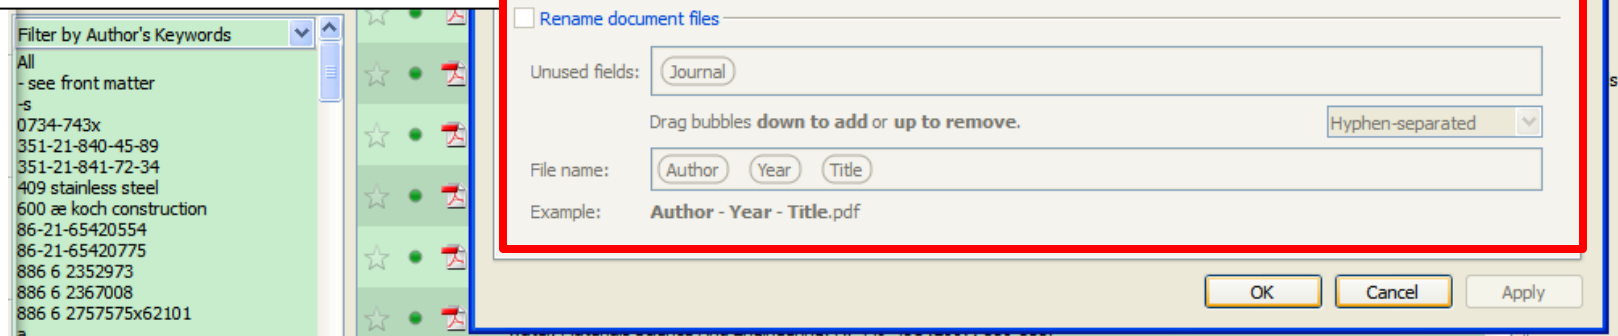 Filter by Author's Keywords
All
- see front matter
-s
0734-743x
351-21-840-45-89
351-21-841-72-34
409 stainless steel
600 æ koch construction
86-21-65420554
86-21-65420775
886 6 2352973
886 6 2367008
886 6 2757575x62101
Rename document files
Unused fields: Journal
Drag bubbles down to add or up to remove. Hyphen-separated
File name: Author Year Title
Example: Author - Year - Title.pdf
OK Cancel Apply
s